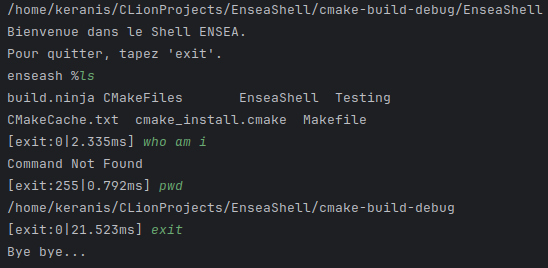 /home/keranis/CLionProjects/EnseaShell/cmake-build-debug/EnseaShell
Bienvenue dans le Shell ENSEA.
Pour quitter, tapez 'exit'.
enseash %ls
build.ninja CMakeFiles       EnseaShell  Testing
CMakeCache.txt  cmake_install.cmake  Makefile
[exit:0|2.335ms] who am i
Command Not Found
[exit:255|0.792ms] pwd
/home/keranis/CLionProjects/EnseaShell/cmake-build-debug
[exit:0|21.523ms] exit
Bye bye...